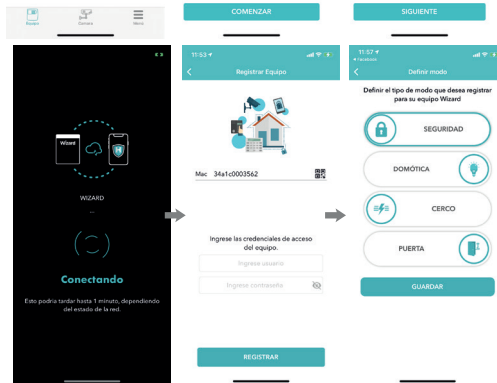 Equipo
Cámara
Menú
COMENZAR
SIGUIENTE
Wizard
WIZARD
Conectando
Esto podría tardar hasta 1 minuto, dependiendo
del estado de la red.
11:53
Registrar Equipo
Mac 34a1c0003562
Ingrese las credenciales de acceso
del equipo.
Ingrese usuario
Ingrese contraseña
REGISTRAR
11:57
Facebook
Definir modo
Definir el tipo de modo que desea registrar
para su equipo Wizard
SEGURIDAD
DOMÓTICA
CERCO
PUERTA
GUARDAR